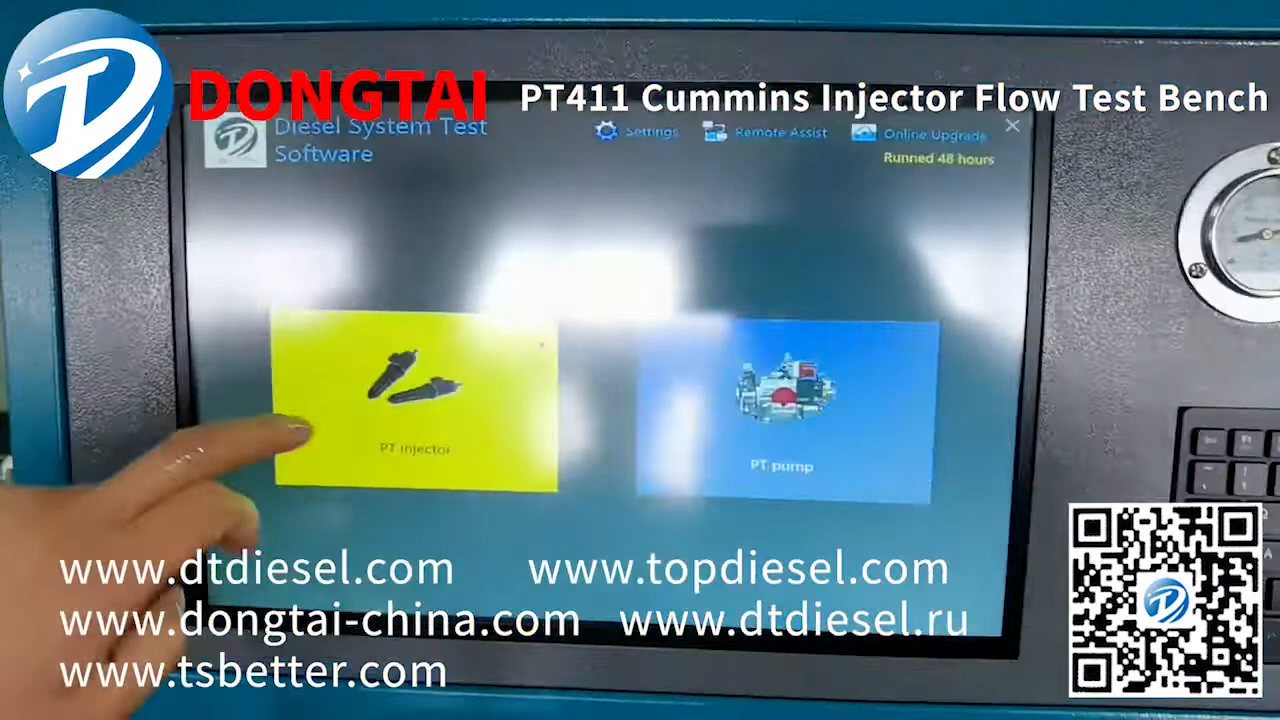 DONGTAI
PT411 Cummins Injector Flow Test Bench
Diesel System Test
Software
Settings
Remote Assist
Online Upgrade
Runned 48 hours
PT injector
PT pump
www.dtdiesel.com
www.topdiesel.com
www.dongtai-china.com
www.dtdiesel.ru
www.tsbetter.com